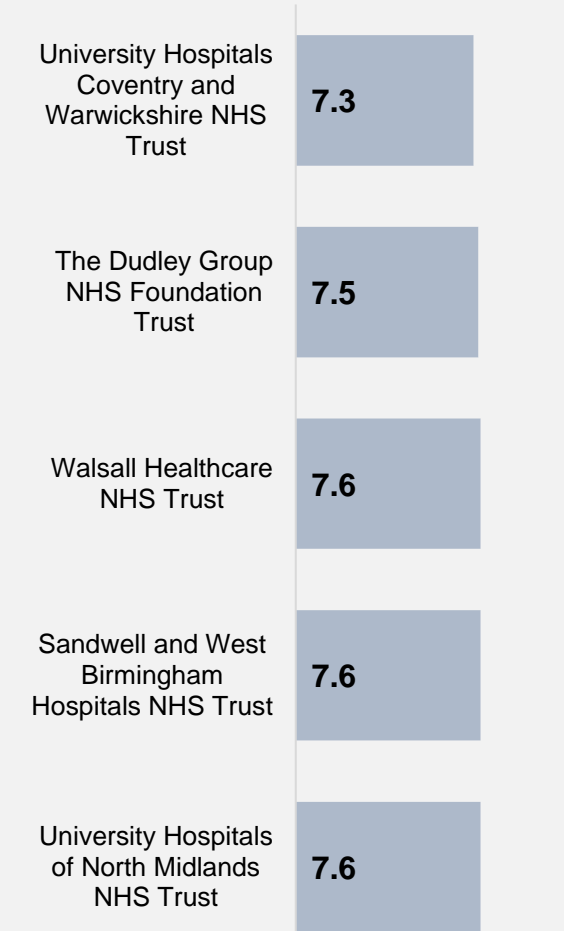 University Hospitals
Coventry and
Warwickshire NHS
Trust
7.3
The Dudley Group
NHS Foundation
Trust
7.5
Walsall Healthcare
NHS Trust
7.6
Sandwell and West
Birmingham
Hospitals NHS Trust
7.6
University Hospitals
of North Midlands
NHS Trust
7.6